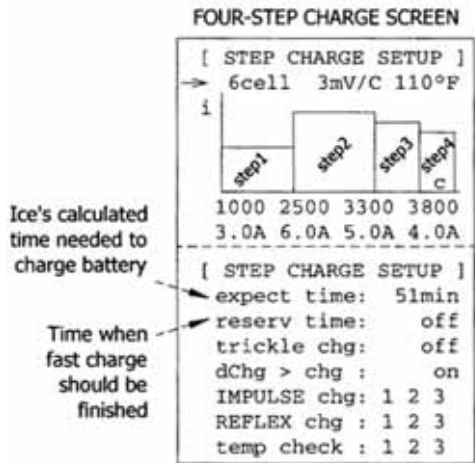 FOUR-STEP CHARGE SCREEN
[ STEP CHARGE SETUP ]
6cell 3mV/C 110°F
i
step1 step2 step3 step4
c
1000 2500 3300 3800
3.0A 6.0A 5.0A 4.0A
Ice's calculated
time needed to
charge battery
[ STEP CHARGE SETUP ]
expect time: 51min
reserv time: off
trickle chg: off
dChg > chg : on
IMPULSE chg: 1 2 3
REFLEX chg: 1 2 3
temp check : 1 2 3
Time when
fast charge
should be
finished